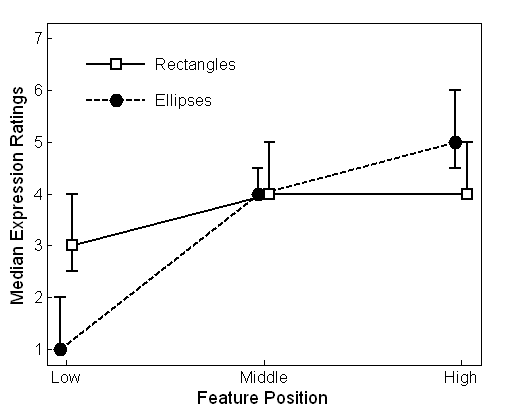 7
Rectangles
6
Ellipses
5
4
3
2
1
Median Expression Ratings
Low Middle High
Feature Position